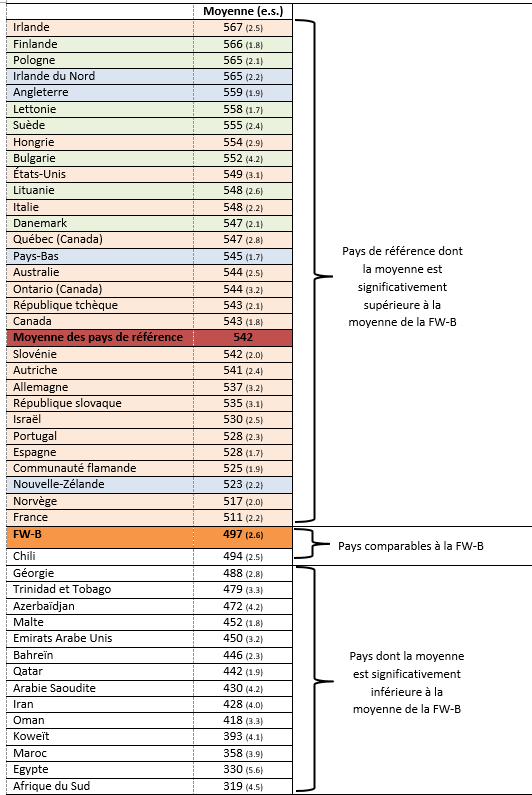 Moyenne (e.s.)
Irlande 567 (2.5)
Finlande 566 (1.8)
Pologne 565 (2.1)
Irlande du Nord 565 (2.2)
Angleterre 559 (1.9)
Lettonie 558 (1.7)
Suède 555 (2.4)
Hongrie 554 (2.9)
Bulgarie 552 (4.2)
États-Unis 549 (3.1)
Lituanie 548 (2.6)
Italie 548 (2.2)
Danemark 547 (2.1)
Québec (Canada) 547 (2.8)
Pays-Bas 545 (1.7)
Australie 544 (2.5)
Ontario (Canada) 544 (3.2)
République tchèque 543 (2.1)
Canada 543 (1.8)
Moyenne des pays de référence 542
Slovénie 542 (2.0)
Autriche 541 (2.4)
Allemagne 537 (3.2)
République slovaque 535 (3.1)
Israël 530 (2.5)
Portugal 528 (2.3)
Espagne 528 (1.7)
Communauté flamande 525 (1.9)
Nouvelle-Zélande 523 (2.2)
Norvège 517 (2.0)
France 511 (2.2)
Pays de référence dont
la moyenne est
significativement
supérieure à la
moyenne de la FW-B
FW-B 497 (2.6)
Chili 494 (2.5)
Pays comparables à la FW-B
Géorgie 488 (2.8)
Trinidad et Tobago 479 (3.3)
Azerbaïdjan 472 (4.2)
Malte 452 (1.8)
Emirats Arabe Unis 450 (3.2)
Bahreïn 446 (2.3)
Qatar 442 (1.9)
Arabie Saoudite 430 (4.2)
Iran 428 (4.0)
Oman 418 (3.3)
Koweït 393 (4.1)
Maroc 358 (3.9)
Egypte 330 (5.6)
Afrique du Sud 319 (4.5)
Pays dont la moyenne
est significativement
inférieure à la
moyenne de la FW-B